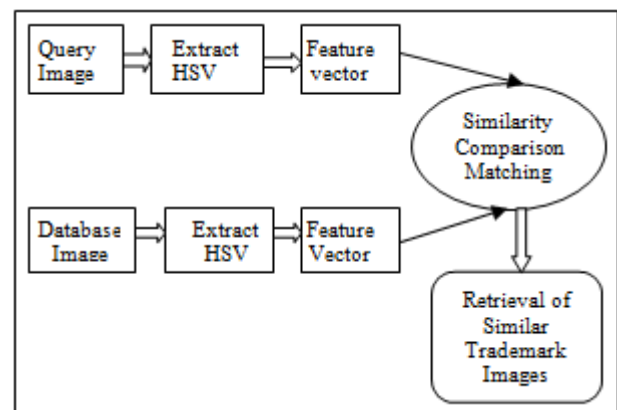 Query
Image
Extract
HSV
Feature
vector
Similarity
Comparison
Matching
Database
Image
Extract
HSV
Feature
Vector
Retrieval of
Similar
Trademark
Images